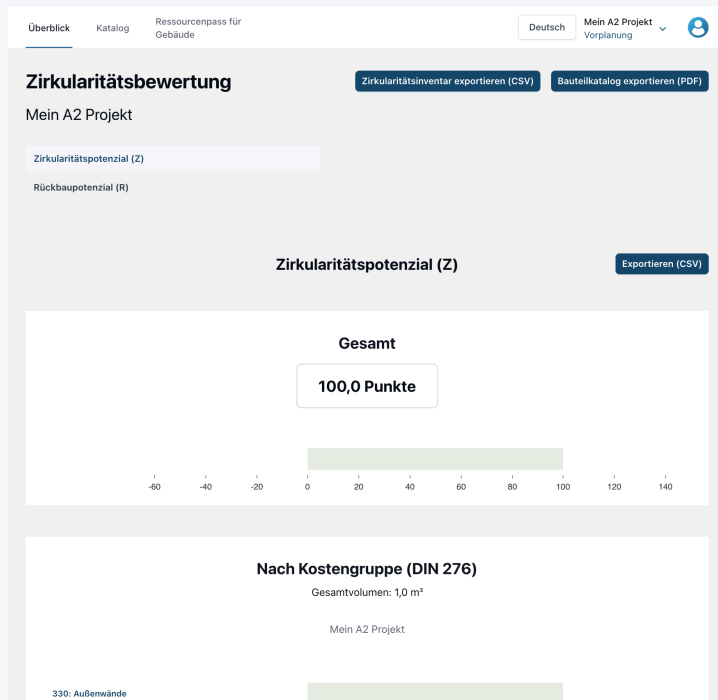 Überblick
Katalog
Ressourcenpass für
Gebäude
Deutsch
Mein A2 Projekt
Vorplanung
Zirkularitätsbewertung
Zirkularitätsinventar exportieren (CSV)
Bauteilkatalog exportieren (PDF)
Mein A2 Projekt
Zirkularitätspotenzial (Z)
Rückbaupotenzial (R)
Zirkularitätspotenzial (Z)
Exportieren (CSV)
Gesamt
100,0 Punkte
-60 -40 -20 0 20 40 60 80 100 120 140
Nach Kostengruppe (DIN 276)
Gesamtvolumen: 1,0 m³
Mein A2 Projekt
330: Außenwände